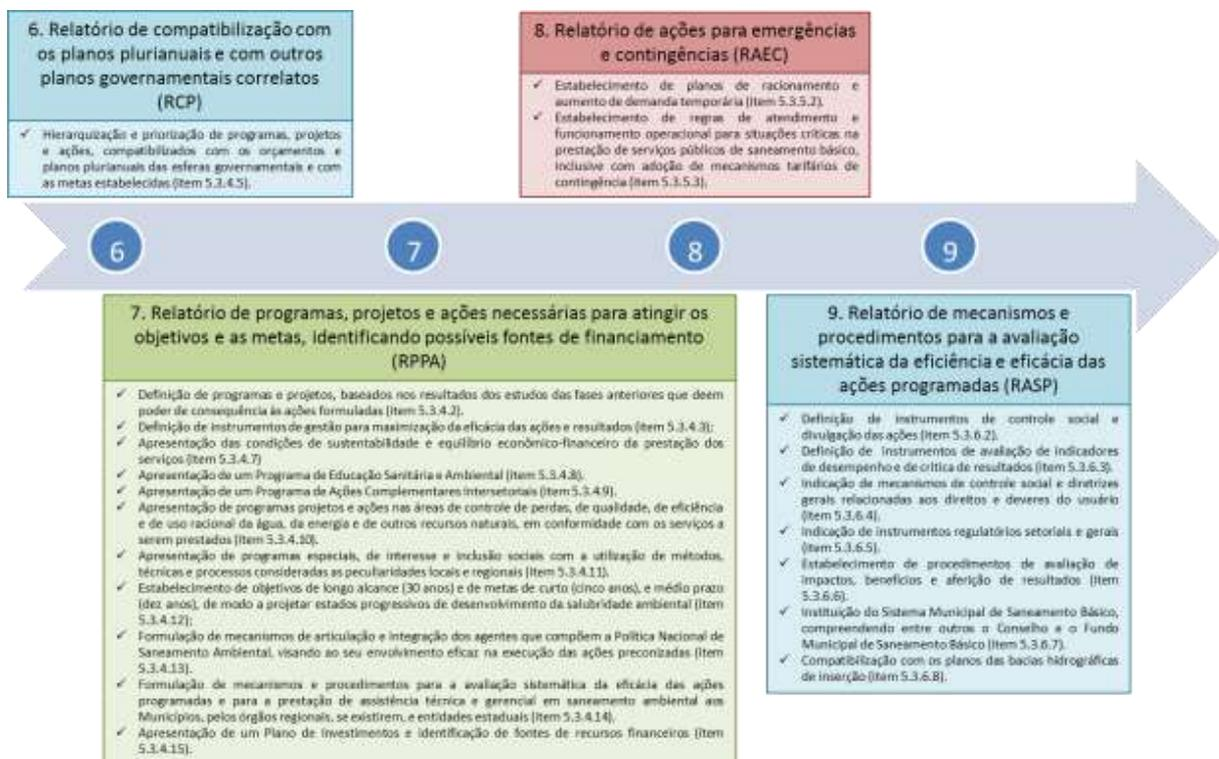 6. Relatório de compatibilização com
os planos plurianuais e com outros
planos governamentais correlatos
(RCP)
✓ Hierarquização e priorização de programas, projetos
e ações, compatibilizados com os orçamentos e
planos plurianuais das esferas governamentais e com
as metas estabelecidas (item 5.3.4.5).
8. Relatório de ações para emergências
e contingências (RAEC)
✓ Estabelecimento de planos de racionamento e
aumento de demanda temporária (item 5.3.5.2).
✓ Estabelecimento de regras de atendimento e
funcionamento operacional para situações críticas na
prestação de serviços públicos de saneamento básico,
inclusive com adoção de mecanismos tarifários de
contingência (item 5.3.5.3).
6
7
8
9
7. Relatório de programas, projetos e ações necessárias para atingir os
objetivos e as metas, identificando possíveis fontes de financiamento
(RPPA)
✓ Definição de programas e projetos, baseados nos resultados dos estudos das fases anteriores que deem
poder de consequência às ações formuladas (item 5.3.4.2).
✓ Definição de instrumentos de gestão para maximização da eficácia das ações e resultados (item 5.3.4.3);
✓ Apresentação das condições de sustentabilidade e equilíbrio econômico-financeiro da prestação dos
serviços (item 5.3.4.7)
✓ Apresentação de um Programa de Educação Sanitária e Ambiental (item 5.3.4.8).
✓ Apresentação de um Programa de Ações Complementares Intersetoriais (item 5.3.4.9).
✓ Apresentação de programas projetos e ações nas áreas de controle de perdas, de qualidade, de eficiência
e de uso racional da água, da energia e de outros recursos naturais, em conformidade com os serviços a
serem prestados (item 5.3.4.10).
✓ Apresentação de programas especiais, de interesse e inclusão sociais com a utilização de métodos,
técnicas e processos consideradas as peculiaridades locais e regionais (item 5.3.4.11).
✓ Estabelecimento de objetivos de longo alcance (30 anos) e de metas de curto (cinco anos), e médio prazo
(dez anos), de modo a projetar estados progressivos de desenvolvimento da salubridade ambiental (item
5.3.4.12);
✓ Formulação de mecanismos de articulação e integração dos agentes que compõem a Política Nacional de
Saneamento Ambiental, visando ao seu envolvimento eficaz na execução das ações preconizadas (item
5.3.4.13).
✓ Formulação de mecanismos e procedimentos para a avaliação sistemática da eficácia das ações
programadas e para a prestação de assistência técnica e gerencial em saneamento ambiental aos
Municípios, pelos órgãos regionais, se existirem, e entidades estaduais (item 5.3.4.14).
✓ Apresentação de um Plano de Investimentos e identificação de fontes de recursos financeiros (item
5.3.4.15).
9. Relatório de mecanismos e
procedimentos para a avaliação
sistemática da eficiência e eficácia das
ações programadas (RASP)
✓ Definição de instrumentos de controle social e
divulgação das ações (item 5.3.6.2).
✓ Definição de instrumentos de avaliação de indicadores
de desempenho e de crítica de resultados (item 5.3.6.3).
✓ Indicação de mecanismos de controle social e diretrizes
gerais relacionadas aos direitos e deveres do usuário
(item 5.3.6.4).
✓ Indicação de instrumentos regulatórios setoriais e gerais
(item 5.3.6.5).
✓ Estabelecimento de procedimentos de avaliação de
impactos, benefícios e aferição de resultados (item
5.3.6.6).
✓ Instituição do Sistema Municipal de Saneamento Básico,
compreendendo entre outros o Conselho e o Fundo
Municipal de Saneamento Básico (item 5.3.6.7).
✓ Compatibilização com os planos das bacias hidrográficas
de inserção (item 5.3.6.8).